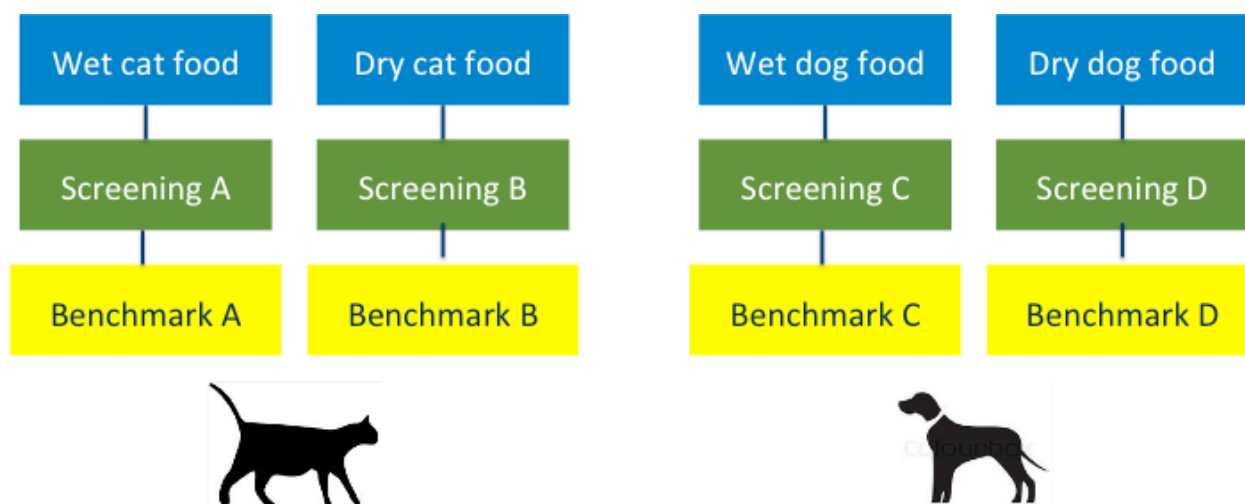 Wet cat food
Dry cat food
Wet dog food
Dry dog food
Screening A
Screening B
Screening C
Screening D
Benchmark A
Benchmark B
Benchmark C
Benchmark D
colourbox